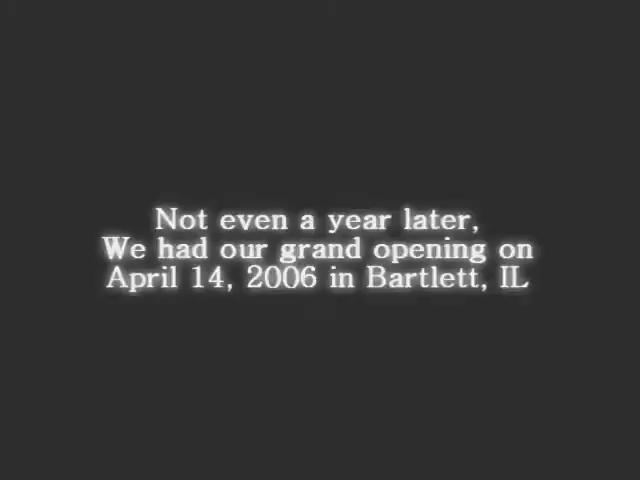 Not even a year later,
We had our grand opening on
April 14, 2006 in Bartlett, IL